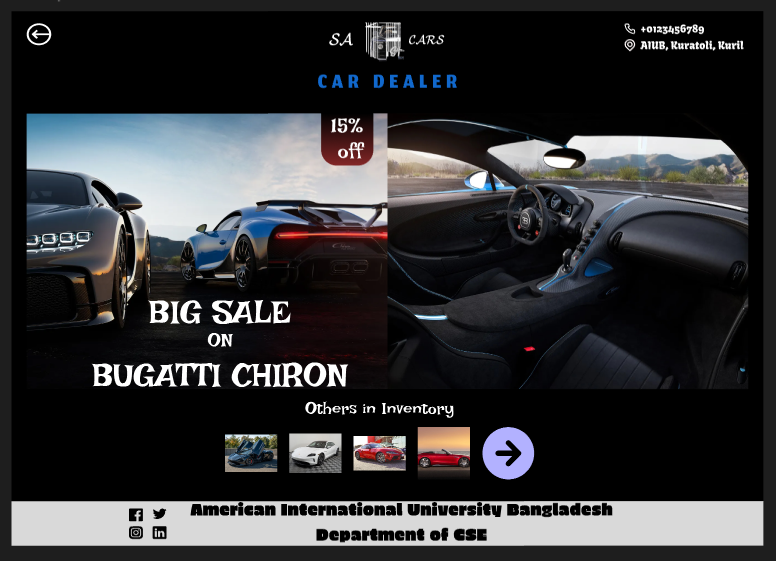 SA CARS
+0123456789
AIUB, Kuratoli, Kuril
CAR DEALER
15%
off
BIG SALE
ON
BUGATTI CHIRON
Others in Inventory
American International University Bangladesh
Department of CSE